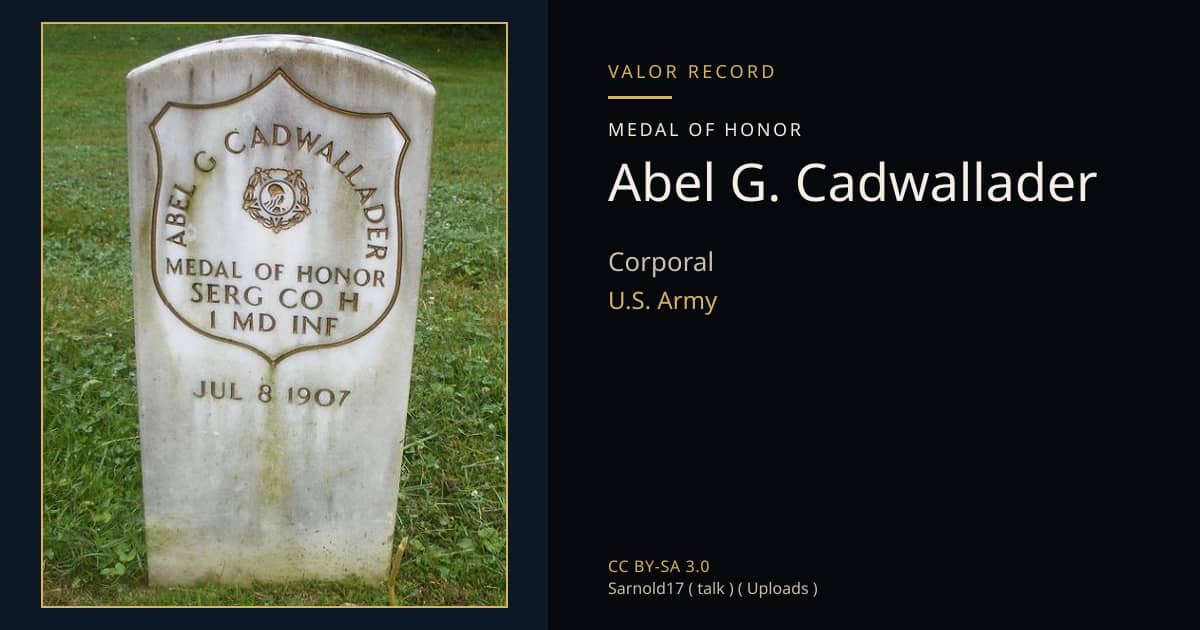 ABEL G CADWALLADER
MEDAL OF HONOR
SERG CO H
1 MD INF
JUL 8 1907
VALOR RECORD
MEDAL OF HONOR
Abel G. Cadwallader
Corporal
U.S. Army
CC BY-SA 3.0
Sarnold17 ( talk ) ( Uploads )